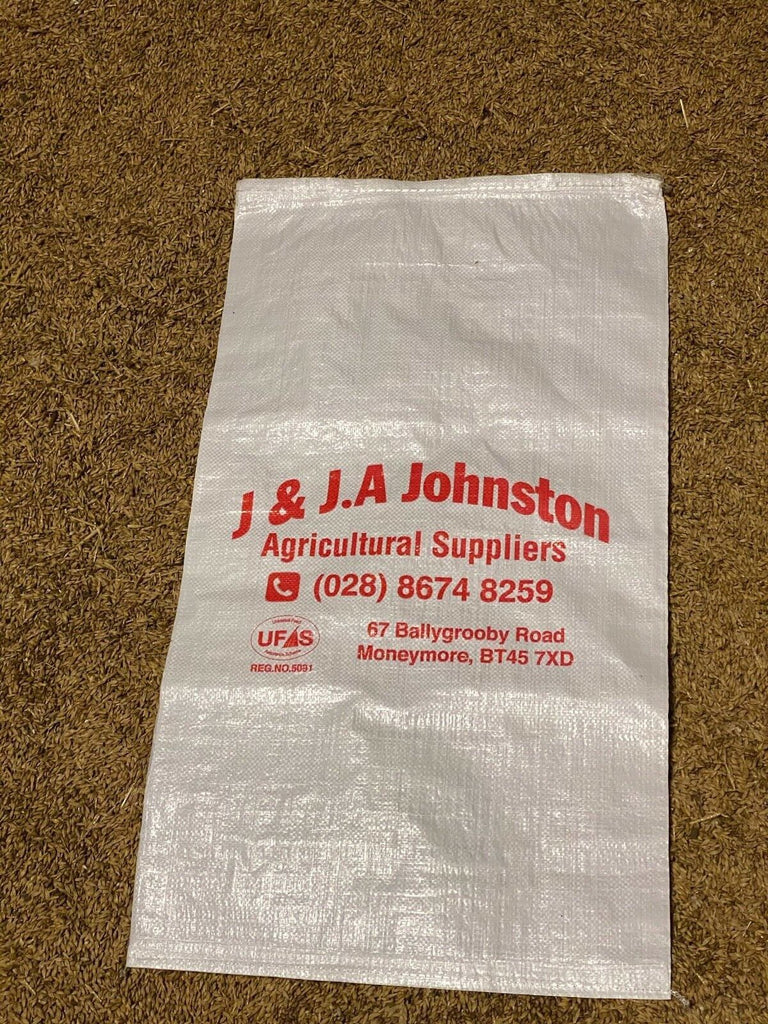 J & J.A Johnston
Agricultural Suppliers
(028) 8674 8259
UFAS
REG.NO.5091
67 Ballygrooby Road
Moneymore, BT45 7XD